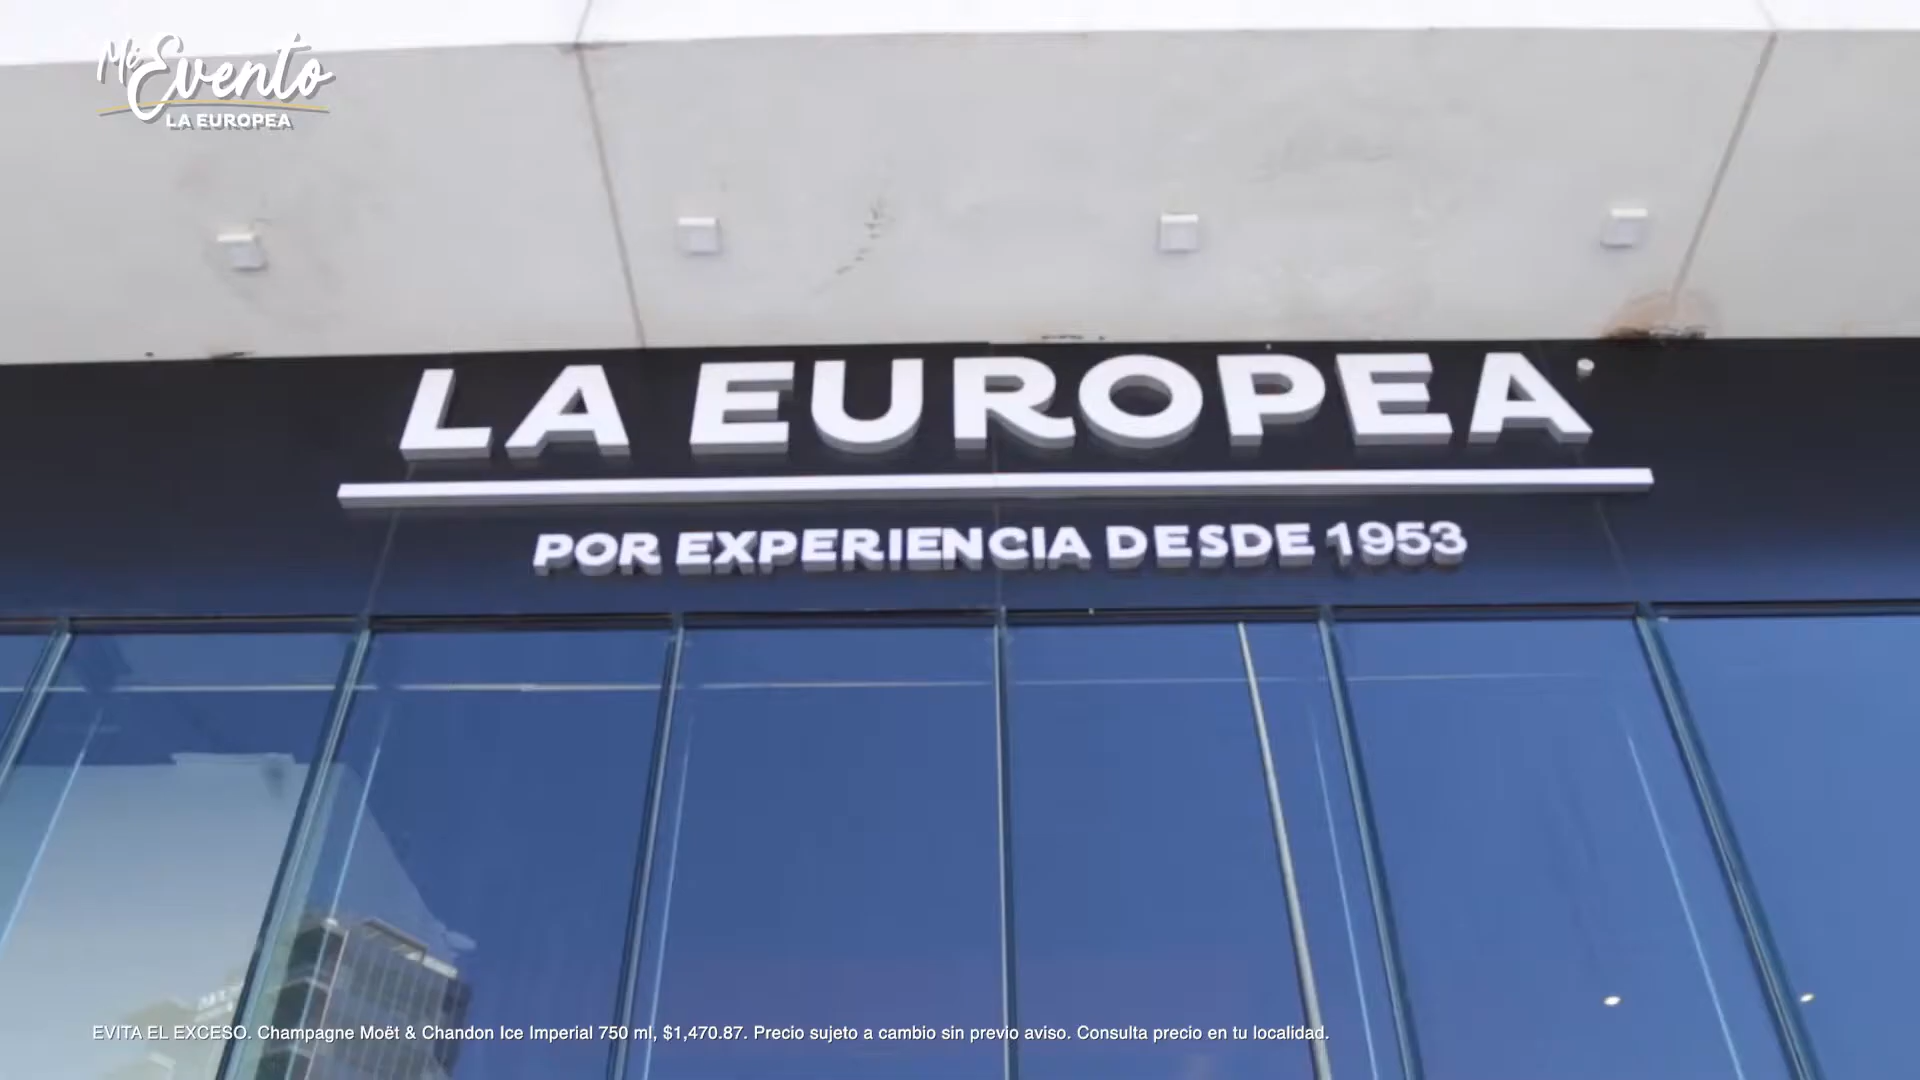 Mi Evento
LA EUROPEA
LA EUROPEA
POR EXPERIENCIA DESDE 1953
EVITA EL EXCESO. Champagne Moët & Chandon Ice Imperial 750 ml, $1,470.87. Precio sujeto a cambio sin previo aviso. Consulta precio en tu localidad.